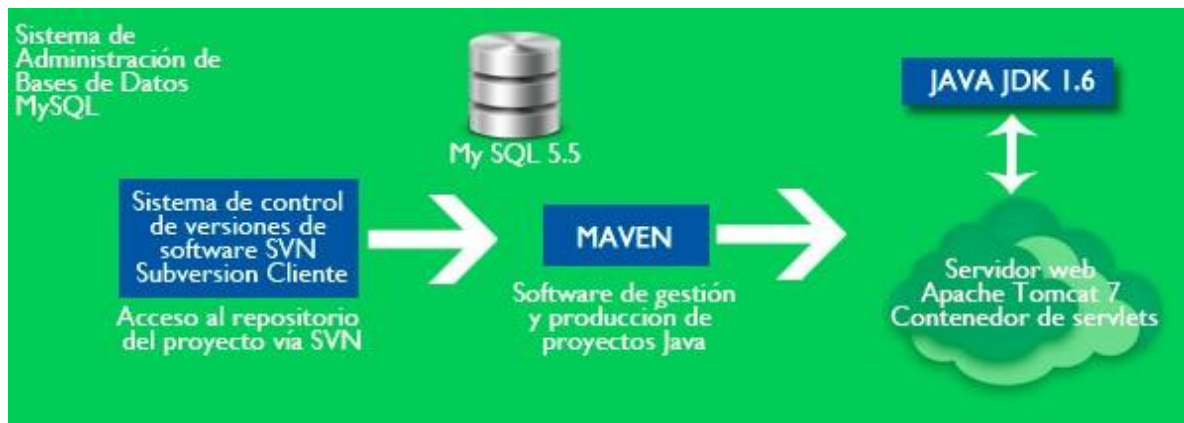 Sistema de
Administración de
Bases de Datos
MySQL
My SQL 5.5
JAVA JDK 1.6
Sistema de control
de versiones de
software SVN
Subversion Cliente
Acceso al repositorio
del proyecto vía SVN
MAVEN
Software de gestión
y producción de
proyectos Java
Servidor web
Apache Tomcat 7
Contenedor de servlets